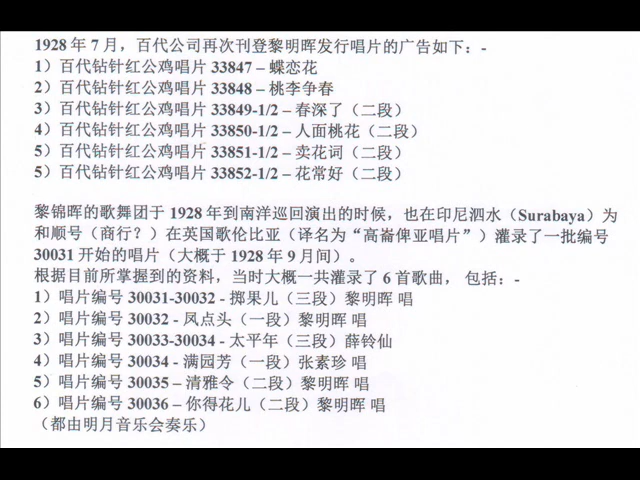 1928 年 7 月，百代公司再次刊登黎明晖发行唱片的广告如下：-
1）百代钻针红公鸡唱片 33847 – 蝶恋花
2）百代钻针红公鸡唱片 33848 – 桃李争春
3）百代钻针红公鸡唱片 33849-1/2 – 春深了（二段）
4）百代钻针红公鸡唱片 33850-1/2 – 人面桃花（二段）
5）百代钻针红公鸡唱片 33851-1/2 – 卖花词（二段）
5）百代钻针红公鸡唱片 33852-1/2 – 花常好（二段）
黎锦晖的歌舞团于 1928 年到南洋巡回演出的时候，也在印尼泗水（Surabaya）为
和顺号（商行？）在英国歌伦比亚（译名为“高崙俾亚唱片”）灌录了一批编号
30031 开始的唱片（大概于 1928 年 9 月间）。
根据目前所掌握到的资料，当时大概一共灌录了 6 首歌曲， 包括：-
1）唱片编号 30031-30032 - 掷果儿（三段）黎明晖 唱
2）唱片编号 30032 - 凤点头（一段）黎明晖 唱
3）唱片编号 30033-30034 - 太平年（三段）薛铃仙
4）唱片编号 30034 - 满园芳（一段）张素珍 唱
5）唱片编号 30035 – 清雅令（二段）黎明晖 唱
6）唱片编号 30036 – 你得花儿（二段）黎明晖 唱
（都由明月音乐会奏乐）